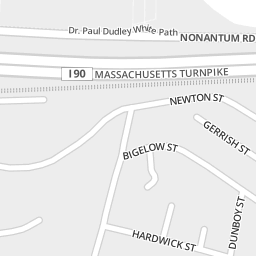 Dr. Paul Dudley White Path
NONANTUM RD
I 90 MASSACHUSETTS TURNPIKE
NEWTON ST
GERRISH ST
BIGELOW ST
DUNBOY ST
HARDWICK ST